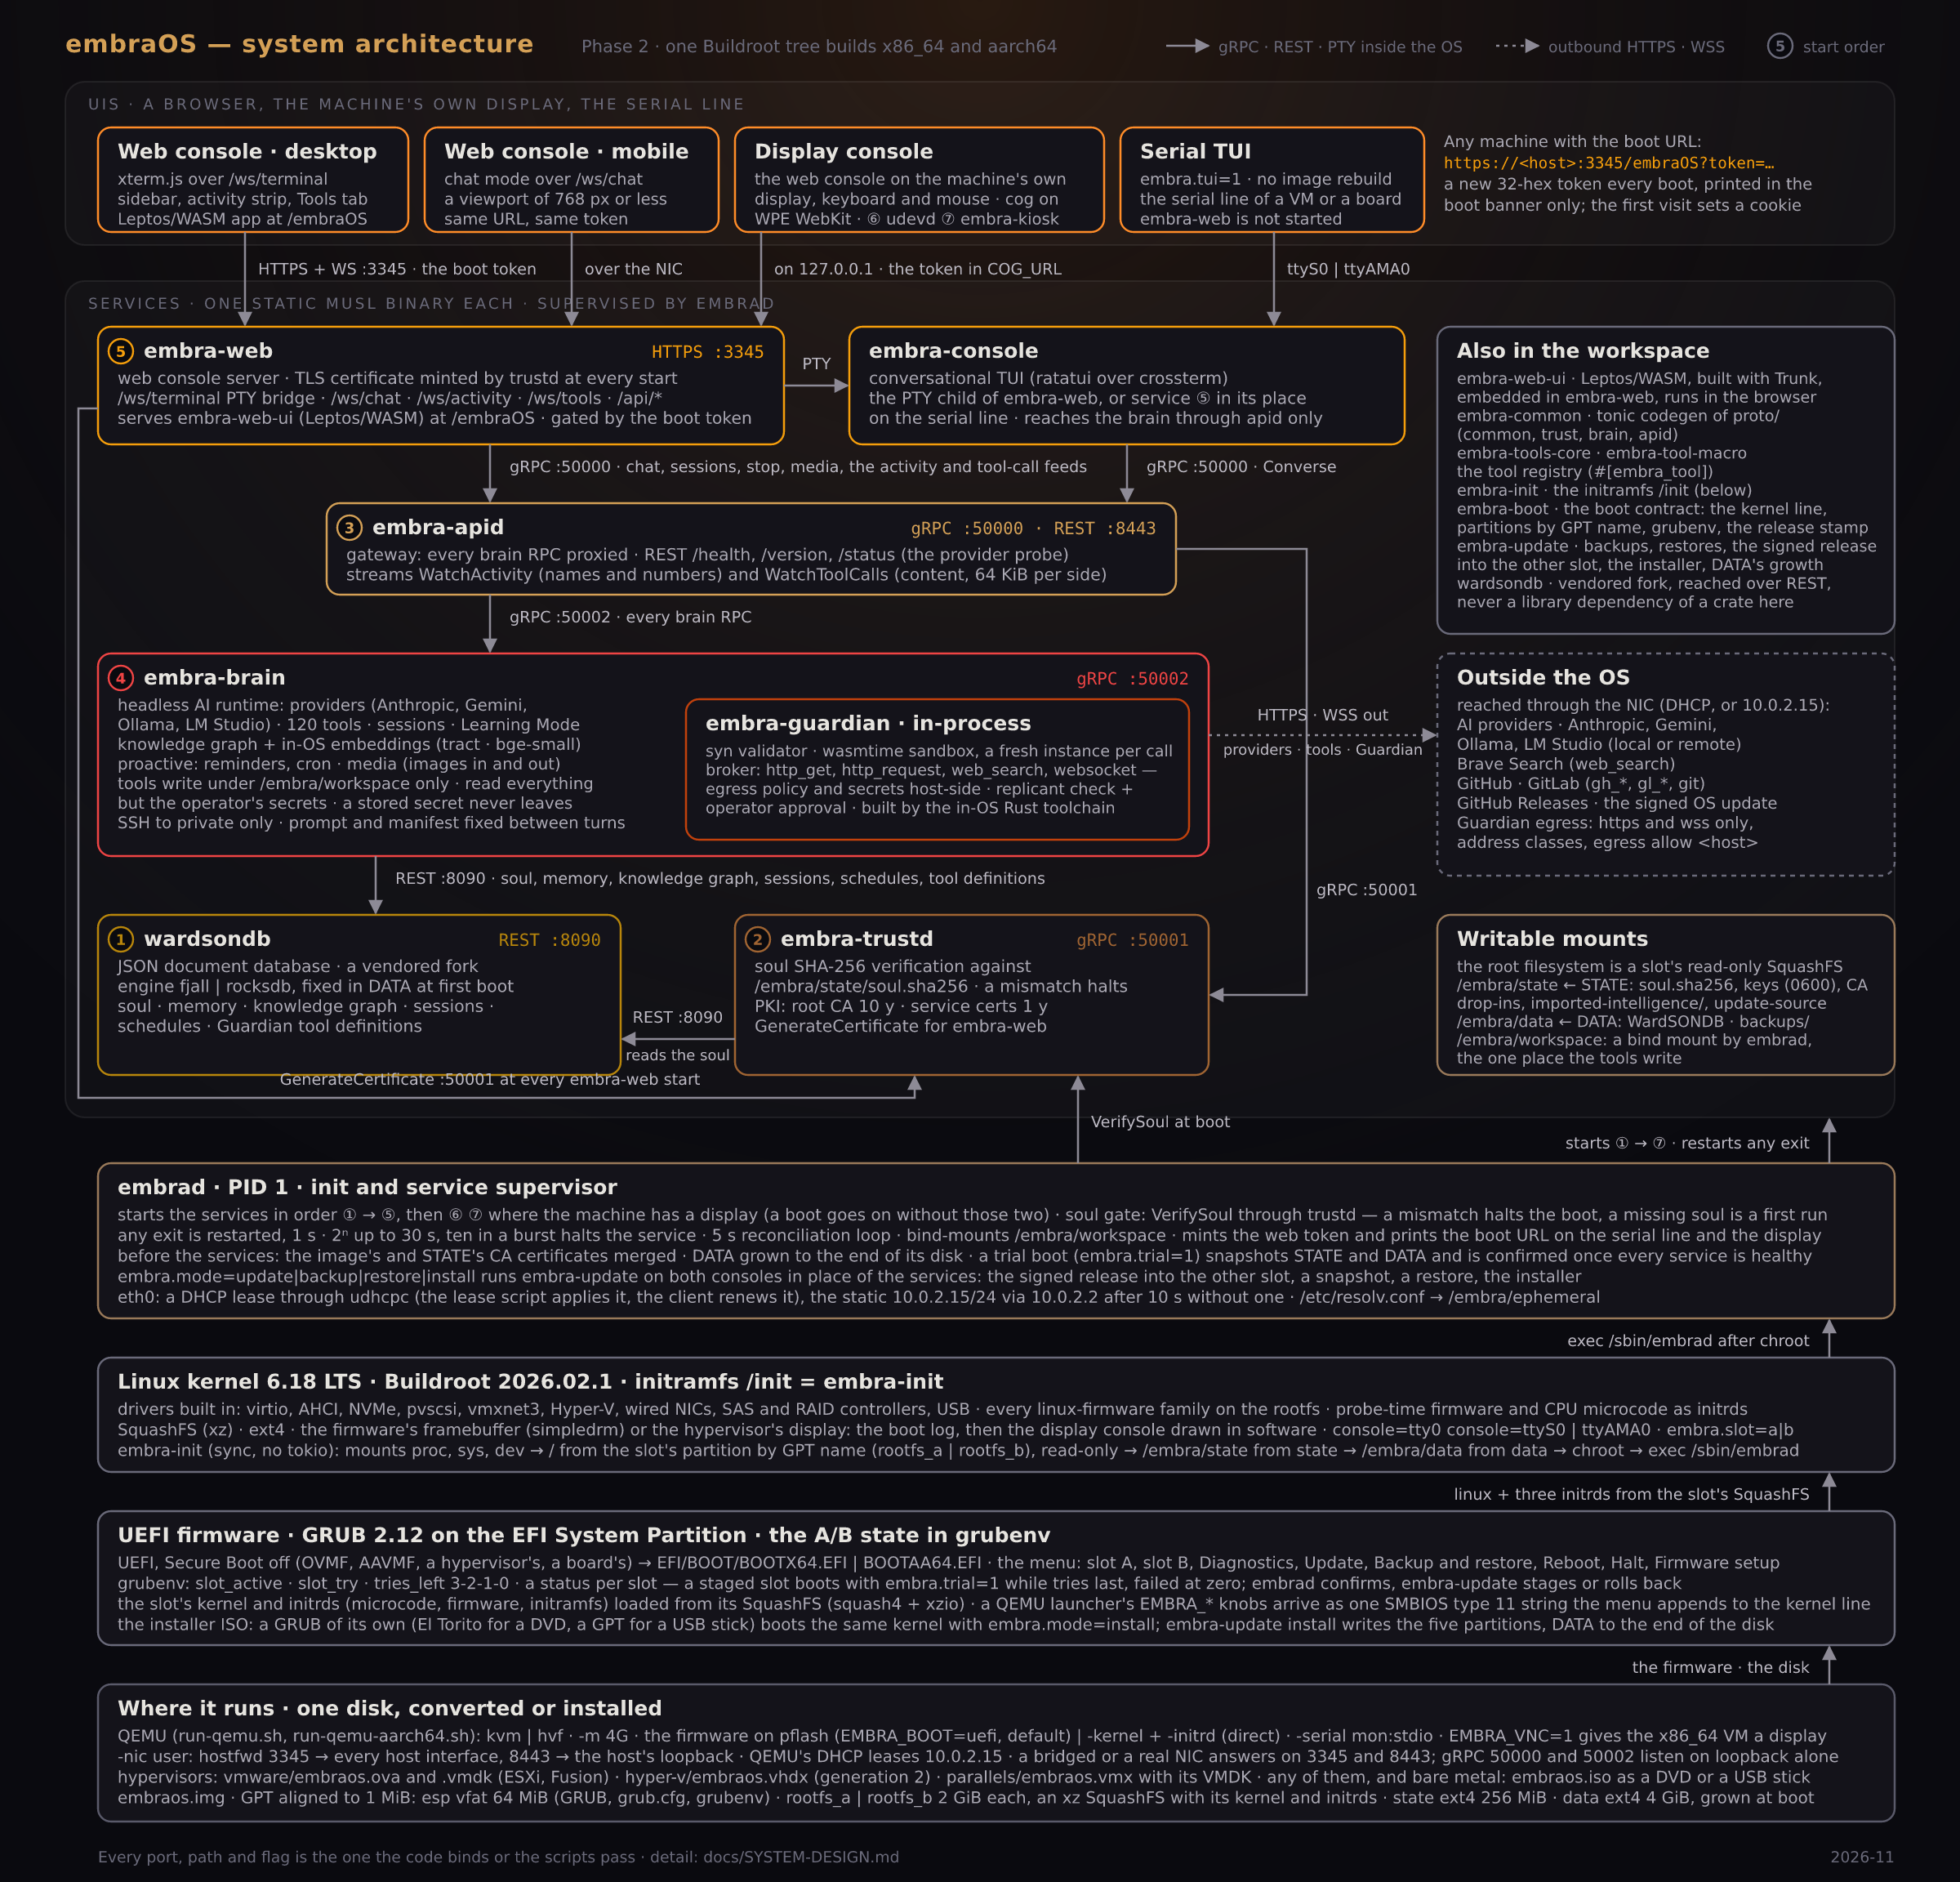 embraOS — system architecture
Phase 2 · one Buildroot tree builds x86_64 and aarch64
gRPC · REST · PTY inside the OS
outbound HTTPS · WSS
5 start order
UIS · A BROWSER, THE MACHINE'S OWN DISPLAY, THE SERIAL LINE
Web console · desktop
xterm.js over /ws/terminal
sidebar, activity strip, Tools tab
Leptos/WASM app at /embraOS
Web console · mobile
chat mode over /ws/chat
a viewport of 768 px or less
same URL, same token
Display console
the web console on the machine's own
display, keyboard and mouse · cog on
WPE WebKit · ⑥ udevd ⑦ embra-kiosk
Serial TUI
embra.tui=1 · no image rebuild
the serial line of a VM or a board
embra-web is not started
Any machine with the boot URL:
https://<host>:3345/embraOS?token=…
a new 32-hex token every boot, printed in the
boot banner only; the first visit sets a cookie
HTTPS + WS :3345 · the boot token
over the NIC
on 127.0.0.1 · the token in COG_URL
ttyS0 | ttyAMA0
SERVICES · ONE STATIC MUSL BINARY EACH · SUPERVISED BY EMBRAD
5 embra-web
HTTPS :3345
web console server · TLS certificate minted by trustd at every start
/ws/terminal PTY bridge · /ws/chat · /ws/activity · /ws/tools · /api/*
serves embra-web-ui (Leptos/WASM) at /embraOS · gated by the boot token
PTY
embra-console
conversational TUI (ratatui over crossterm)
the PTY child of embra-web, or service ⑤ in its place
on the serial line · reaches the brain through apid only
Also in the workspace
embra-web-ui · Leptos/WASM, built with Trunk,
embedded in embra-web, runs in the browser
embra-common · tonic codegen of proto/
(common, trust, brain, apid)
embra-tools-core · embra-tool-macro
the tool registry (#[embra_tool])
embra-init · the initramfs /init (below)
embra-boot · the boot contract: the kernel line,
partitions by GPT name, grubenv, the release stamp
embra-update · backups, restores, the signed release
into the other slot, the installer, DATA's growth
wardsondb · vendored fork, reached over REST,
never a library dependency of a crate here
gRPC :50000 · chat, sessions, stop, media, the activity and tool-call feeds
gRPC :50000 · Converse
3 embra-apid
gRPC :50000 · REST :8443
gateway: every brain RPC proxied · REST /health, /version, /status (the provider probe)
streams WatchActivity (names and numbers) and WatchToolCalls (content, 64 KiB per side)
gRPC :50002 · every brain RPC
4 embra-brain
gRPC :50002
headless AI runtime: providers (Anthropic, Gemini,
Ollama, LM Studio) · 120 tools · sessions · Learning Mode
knowledge graph + in-OS embeddings (tract · bge-small)
proactive: reminders, cron · media (images in and out)
tools write under /embra/workspace only · read everything
but the operator's secrets · a stored secret never leaves
SSH to private only · prompt and manifest fixed between turns
embra-guardian · in-process
syn validator · wasmtime sandbox, a fresh instance per call
broker: http_get, http_request, web_search, websocket —
egress policy and secrets host-side · replicant check +
operator approval · built by the in-OS Rust toolchain
HTTPS · WSS out
providers · tools · Guardian
Outside the OS
reached through the NIC (DHCP, or 10.0.2.15):
AI providers · Anthropic, Gemini,
Ollama, LM Studio (local or remote)
Brave Search (web_search)
GitHub · GitLab (gh_*, gl_*, git)
GitHub Releases · the signed OS update
Guardian egress: https and wss only,
address classes, egress allow <host>
REST :8090 · soul, memory, knowledge graph, sessions, schedules, tool definitions
gRPC :50001
1 wardsondb
REST :8090
JSON document database · a vendored fork
engine fjall | rocksdb, fixed in DATA at first boot
soul · memory · knowledge graph · sessions ·
schedules · Guardian tool definitions
REST :8090
reads the soul
2 embra-trustd
gRPC :50001
soul SHA-256 verification against
/embra/state/soul.sha256 · a mismatch halts
PKI: root CA 10 y · service certs 1 y
GenerateCertificate for embra-web
Writable mounts
the root filesystem is a slot's read-only SquashFS
/embra/state ← STATE: soul.sha256, keys (0600), CA
drop-ins, imported-intelligence/, update-source
/embra/data ← DATA: WardSONDB · backups/
/embra/workspace: a bind mount by embrad,
the one place the tools write
GenerateCertificate :50001 at every embra-web start
VerifySoul at boot
starts ① → ⑦ · restarts any exit
embrad · PID 1 · init and service supervisor
starts the services in order ① → ⑤, then ⑥ ⑦ where the machine has a display (a boot goes on without those two) · soul gate: VerifySoul through trustd — a mismatch halts the boot, a missing soul is a first run
any exit is restarted, 1 s · 2ⁿ up to 30 s, ten in a burst halts the service · 5 s reconciliation loop · bind-mounts /embra/workspace · mints the web token and prints the boot URL on the serial line and the display
before the services: the image's and STATE's CA certificates merged · DATA grown to the end of its disk · a trial boot (embra.trial=1) snapshots STATE and DATA and is confirmed once every service is healthy
embra.mode=update|backup|restore|install runs embra-update on both consoles in place of the services: the signed release into the other slot, a snapshot, a restore, the installer
eth0: a DHCP lease through udhcpc (the lease script applies it, the client renews it), the static 10.0.2.15/24 via 10.0.2.2 after 10 s without one · /etc/resolv.conf → /embra/ephemeral
exec /sbin/embrad after chroot
Linux kernel 6.18 LTS · Buildroot 2026.02.1 · initramfs /init = embra-init
drivers built in: virtio, AHCI, NVMe, pvscsi, vmxnet3, Hyper-V, wired NICs, SAS and RAID controllers, USB · every linux-firmware family on the rootfs · probe-time firmware and CPU microcode as initrds
SquashFS (xz) · ext4 · the firmware's framebuffer (simpledrm) or the hypervisor's display: the boot log, then the display console drawn in software · console=tty0 console=ttyS0 | ttyAMA0 · embra.slot=a|b
embra-init (sync, no tokio): mounts proc, sys, dev → / from the slot's partition by GPT name (rootfs_a | rootfs_b), read-only → /embra/state from state → /embra/data from data → chroot → exec /sbin/embrad
linux + three initrds from the slot's SquashFS
UEFI firmware · GRUB 2.12 on the EFI System Partition · the A/B state in grubenv
UEFI, Secure Boot off (OVMF, AAVMF, a hypervisor's, a board's) → EFI/BOOT/BOOTX64.EFI | BOOTAA64.EFI · the menu: slot A, slot B, Diagnostics, Update, Backup and restore, Reboot, Halt, Firmware setup
grubenv: slot_active · slot_try · tries_left 3-2-1-0 · a status per slot — a staged slot boots with embra.trial=1 while tries last, failed at zero; embrad confirms, embra-update stages or rolls back
the slot's kernel and initrds (microcode, firmware, initramfs) loaded from its SquashFS (squash4 + xzio) · a QEMU launcher's EMBRA_* knobs arrive as one SMBIOS type 11 string the menu appends to the kernel line
the installer ISO: a GRUB of its own (El Torito for a DVD, a GPT for a USB stick) boots the same kernel with embra.mode=install; embra-update install writes the five partitions, DATA to the end of the disk
the firmware · the disk
Where it runs · one disk, converted or installed
QEMU (run-qemu.sh, run-qemu-aarch64.sh): kvm | hvf · -m 4G · the firmware on pflash (EMBRA_BOOT=uefi, default) | -kernel + -initrd (direct) · -serial mon:stdio · EMBRA_VNC=1 gives the x86_64 VM a display
-nic user: hostfwd 3345 → every host interface, 8443 → the host's loopback · QEMU's DHCP leases 10.0.2.15 · a bridged or a real NIC answers on 3345 and 8443; gRPC 50000 and 50002 listen on loopback alone
hypervisors: vmware/embraos.ova and .vmdk (ESXi, Fusion) · hyper-v/embraos.vhdx (generation 2) · parallels/embraos.vmx with its VMDK · any of them, and bare metal: embraos.iso as a DVD or a USB stick
embraos.img · GPT aligned to 1 MiB: esp vfat 64 MiB (GRUB, grub.cfg, grubenv) · rootfs_a | rootfs_b 2 GiB each, an xz SquashFS with its kernel and initrds · state ext4 256 MiB · data ext4 4 GiB, grown at boot
Every port, path and flag is the one the code binds or the scripts pass · detail: docs/SYSTEM-DESIGN.md
2026-11